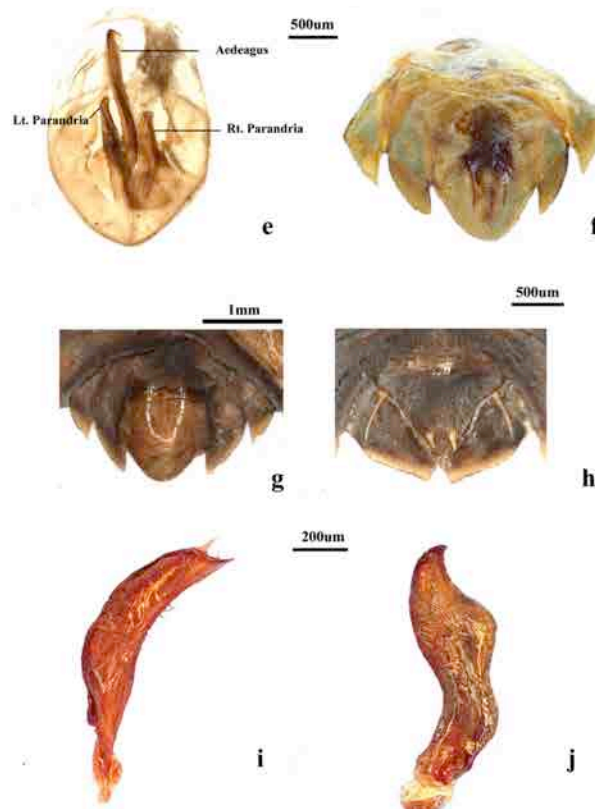 500um
Aedeagus
Lt. Parandria
Rt. Parandria
e
f
1mm
500um
g
h
200um
i
j